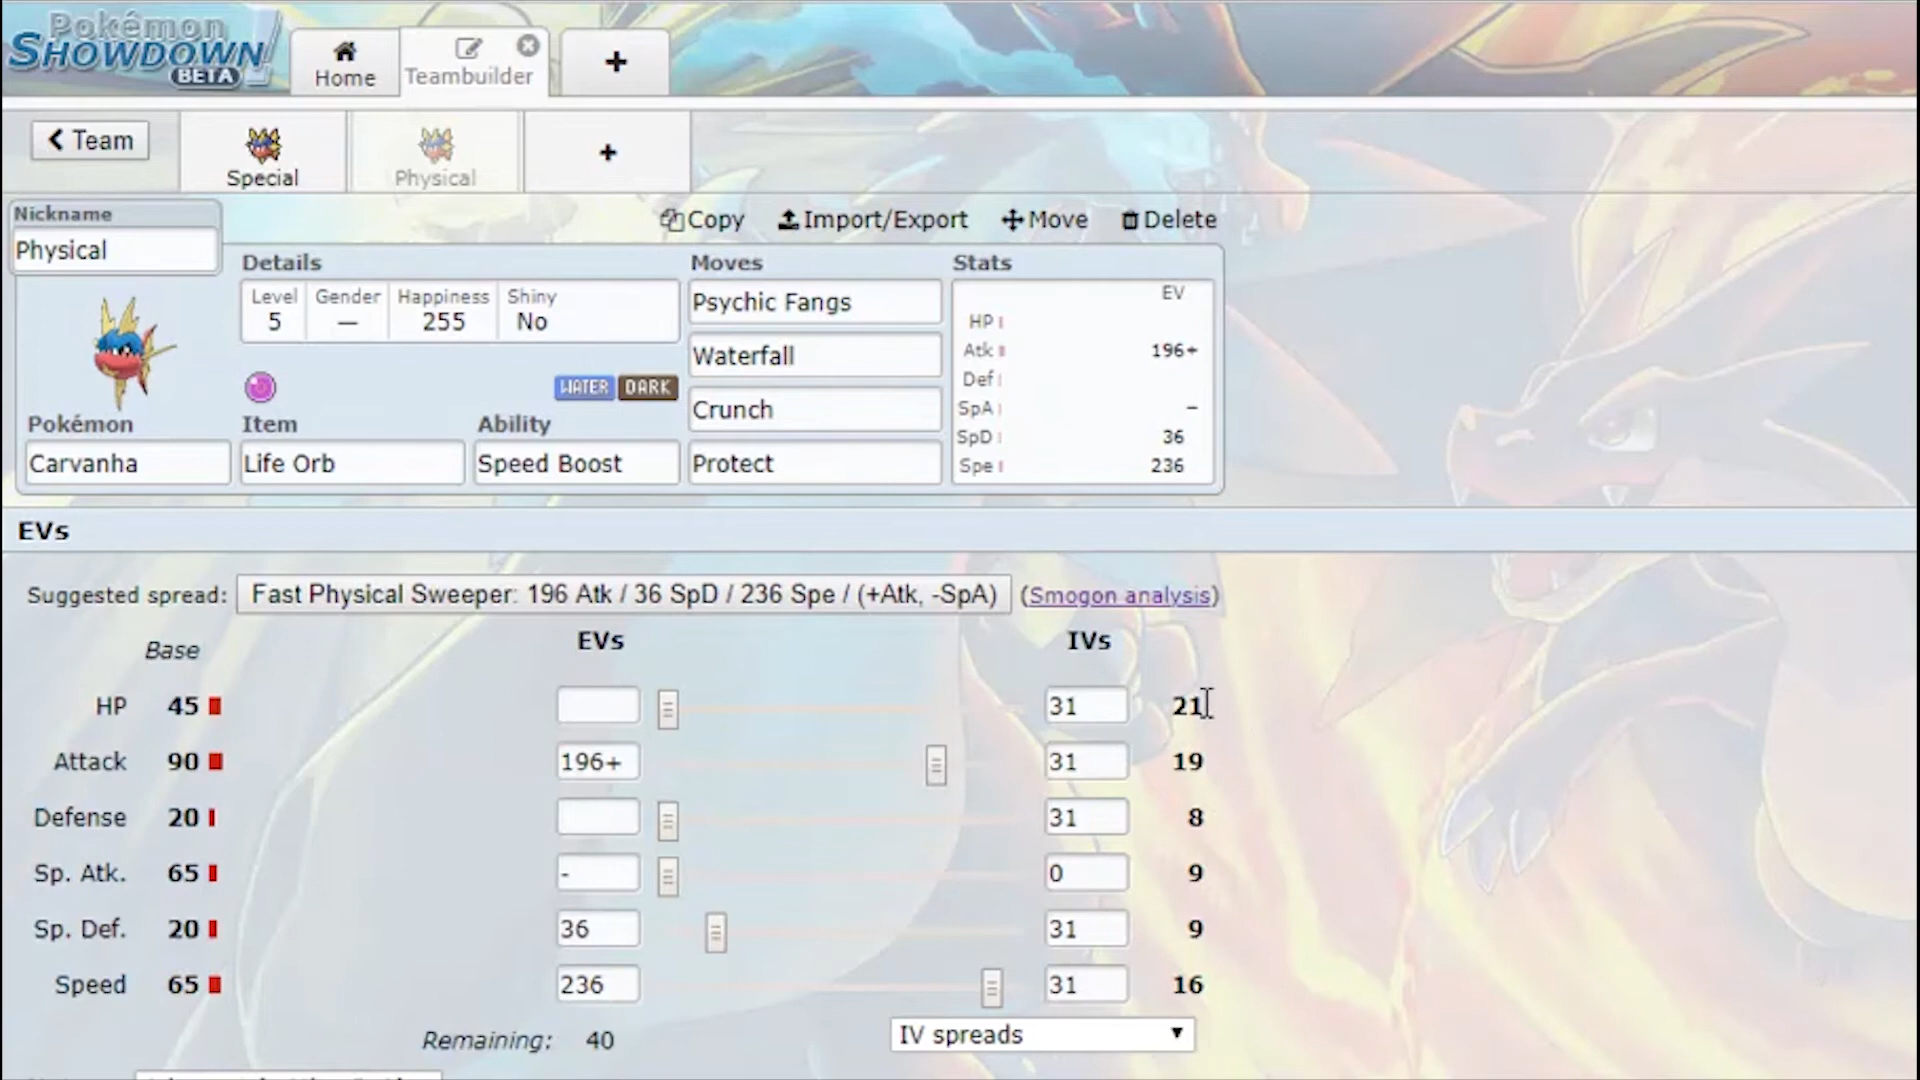 Pokémon
SHOWDOWN!
BETA
Home
Teambuilder
+
Team
Special
Physical
+
Nickname
Physical
Copy
Import/Export
Move
Delete
Details
Moves
Stats
Level
Gender
Happiness
Shiny
5
—
255
No
WATER
DARK
Pokémon
Item
Ability
Carvanha
Life Orb
Speed Boost
Psychic Fangs
Waterfall
Crunch
Protect
EV
HP
Atk 196+
Def
SpA −
SpD 36
Spe 236
EVs
Suggested spread: Fast Physical Sweeper: 196 Atk / 36 SpD / 236 Spe / (+Atk, -SpA) (Smogon analysis)
Base EVs IVs
HP 45 31 21
Attack 90 196+ 31 19
Defense 20 31 8
Sp. Atk. 65 - 0 9
Sp. Def. 20 36 31 9
Speed 65 236 31 16
Remaining: 40 IV spreads